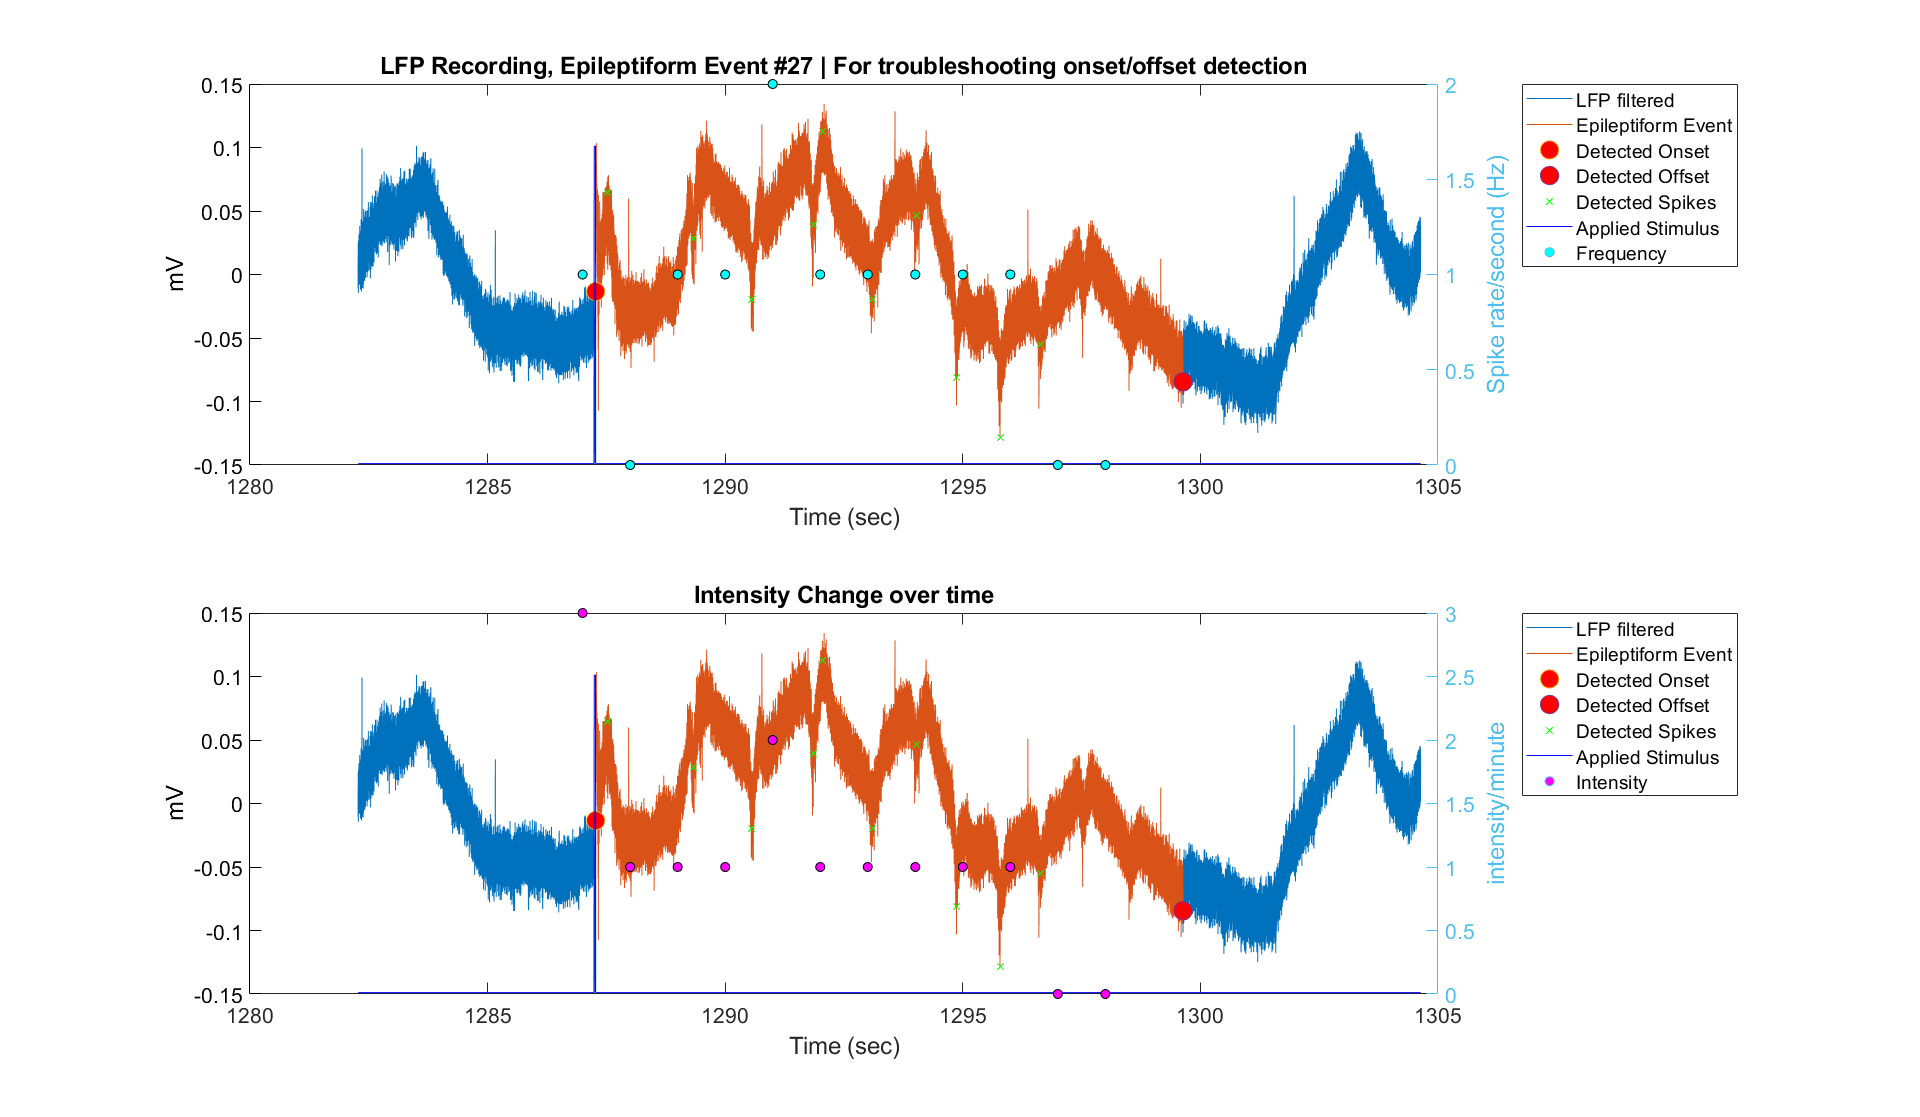 LFP Recording, Epileptiform Event #27 | For troubleshooting onset/offset detection
0.15
0.1
0.05
0
-0.05
-0.1
-0.15
mV
1280
1285
1290
1295
1300
1305
Time (sec)
2
1.5
1
0.5
0
Spike rate/second (Hz)
LFP filtered
Epileptiform Event
Detected Onset
Detected Offset
Detected Spikes
Applied Stimulus
Frequency
Intensity Change over time
0.15
0.1
0.05
0
-0.05
-0.1
-0.15
mV
1280
1285
1290
1295
1300
1305
Time (sec)
3
2.5
2
1.5
1
0.5
0
intensity/minute
LFP filtered
Epileptiform Event
Detected Onset
Detected Offset
Detected Spikes
Applied Stimulus
Intensity